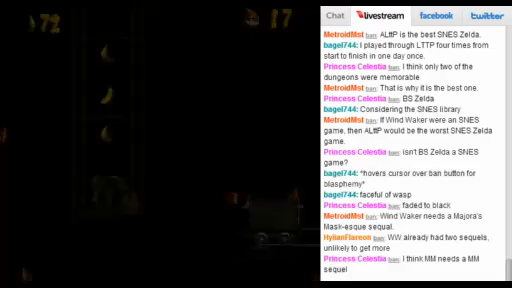 72
17
Chat livestream facebook twitter
MetroidMst ban: ALttP is the best SNES Zelda.
bagel744: I played through LTTP four times from
start to finish in one day once.
Princess Celestia ban: I think only two of the
dungeons were memorable
MetroidMst ban: That is why it is the best one.
Princess Celestia ban: BS Zelda
bagel744: Considering the SNES library
MetroidMst ban: If Wind Waker were an SNES
game, then ALttP would be the worst SNES Zelda
game.
Princess Celestia ban: isn't BS Zelda a SNES
game?
bagel744: *hovers cursor over ban button for
blasphemy*
bagel744: faceful of wasp
Princess Celestia ban: faded to black
MetroidMst ban: Wind Waker needs a Majora's
Mask-esque sequal.
HylianFlareon ban: WW already had two sequels,
unlikely to get more
Princess Celestia ban: I think MM needs a MM
sequel